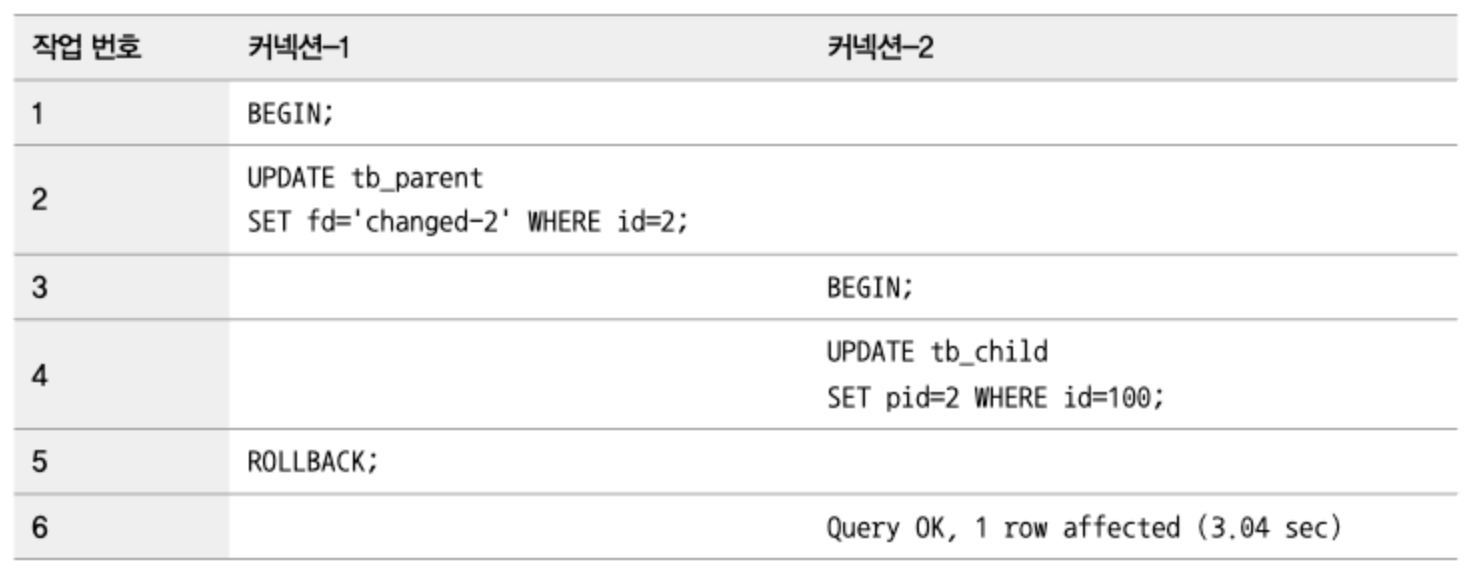 작업 번호 커넥션-1 커넥션-2
1 BEGIN;
2 UPDATE tb_parent
SET fd='changed-2' WHERE id=2;
3 BEGIN;
4 UPDATE tb_child
SET pid=2 WHERE id=100;
5 ROLLBACK;
6 Query OK, 1 row affected (3.04 sec)